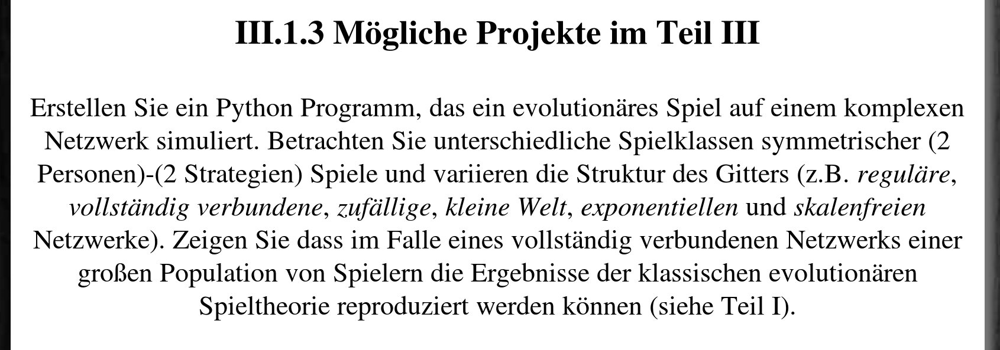 III.1.3 Mögliche Projekte im Teil III
Erstellen Sie ein Python Programm, das ein evolutionäres Spiel auf einem komplexen
Netzwerk simuliert. Betrachten Sie unterschiedliche Spielklassen symmetrischer (2
Personen)-(2 Strategien) Spiele und variieren die Struktur des Gitters (z.B. reguläre,
vollständig verbundene, zufällige, kleine Welt, exponentiellen und skalenfreien
Netzwerke). Zeigen Sie dass im Falle eines vollständig verbundenen Netzwerks einer
großen Population von Spielern die Ergebnisse der klassischen evolutionären
Spieltheorie reproduziert werden können (siehe Teil I).